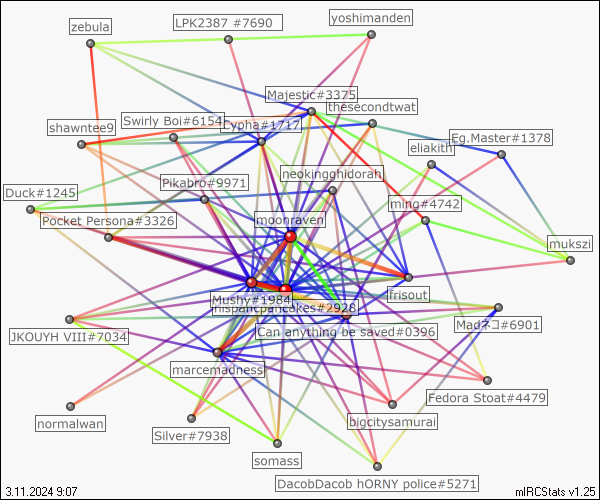 yoshimanden
LPK2387 #7690
zebula
Majestic#3375
thesecondtwat
Swirly Boi#6154
Cypha#1717
shawntee9
Eg.Master#1378
eliakith
neokingghidorah
Pikabro#9971
Duck#1245
ming#4742
Pocket Persona#3326
moonraven
mukszi
frisout
Mushy#1984
hispanicpancakes#2928
Madネコ#6901
Can anything be saved#0396
JKOUYH VIII#7034
marcemadness
Fedora Stoat#4479
normalwan
bigcitysamurai
Silver#7938
somass
DacobDacob hORNY police#5271
3.11.2024 9:07
mIRCStats v1.25